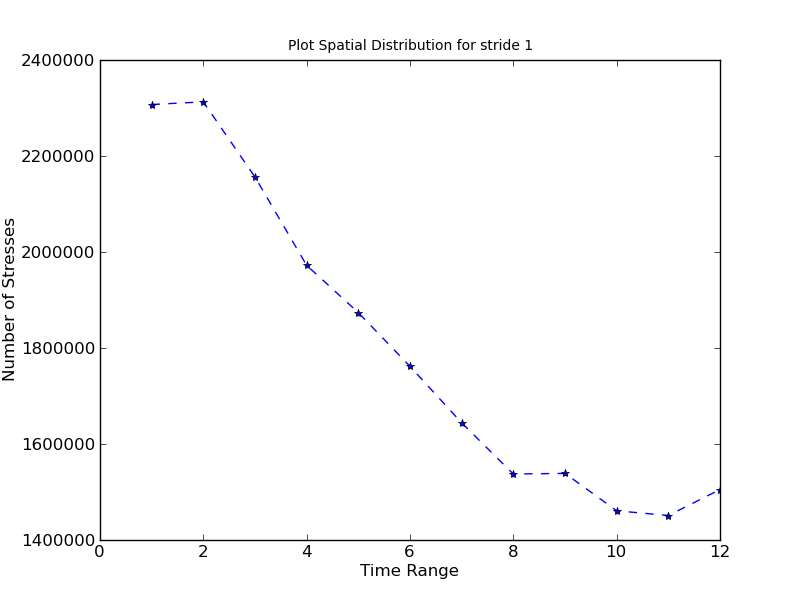 Plot Spatial Distribution for stride 1
2400000
2200000
2000000
1800000
1600000
1400000
Number of Stresses
0 2 4 6 8 10 12
Time Range